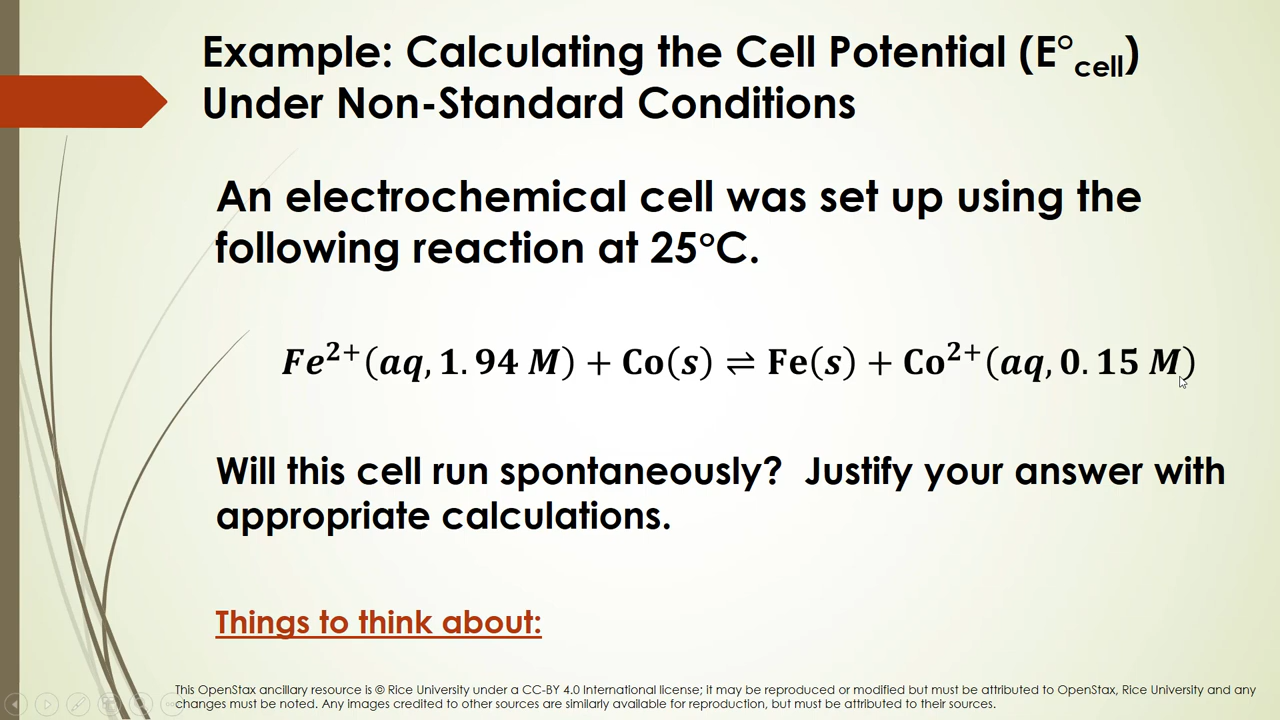 Example: Calculating the Cell Potential (E°cell)
Under Non-Standard Conditions
An electrochemical cell was set up using the
following reaction at 25°C.
Fe²⁺(aq, 1.94 M) + Co(s) ⇌ Fe(s) + Co²⁺(aq, 0.15 M)
Will this cell run spontaneously?  Justify your answer with
appropriate calculations.
Things to think about:
This OpenStax ancillary resource is © Rice University under a CC-BY 4.0 International license; it may be reproduced or modified but must be attributed to OpenStax, Rice University and any
changes must be noted. Any images credited to other sources are similarly available for reproduction, but must be attributed to their sources.